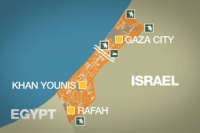 GAZA CITY
KHAN YOUNIS
ISRAEL
EGYPT
RAFAH